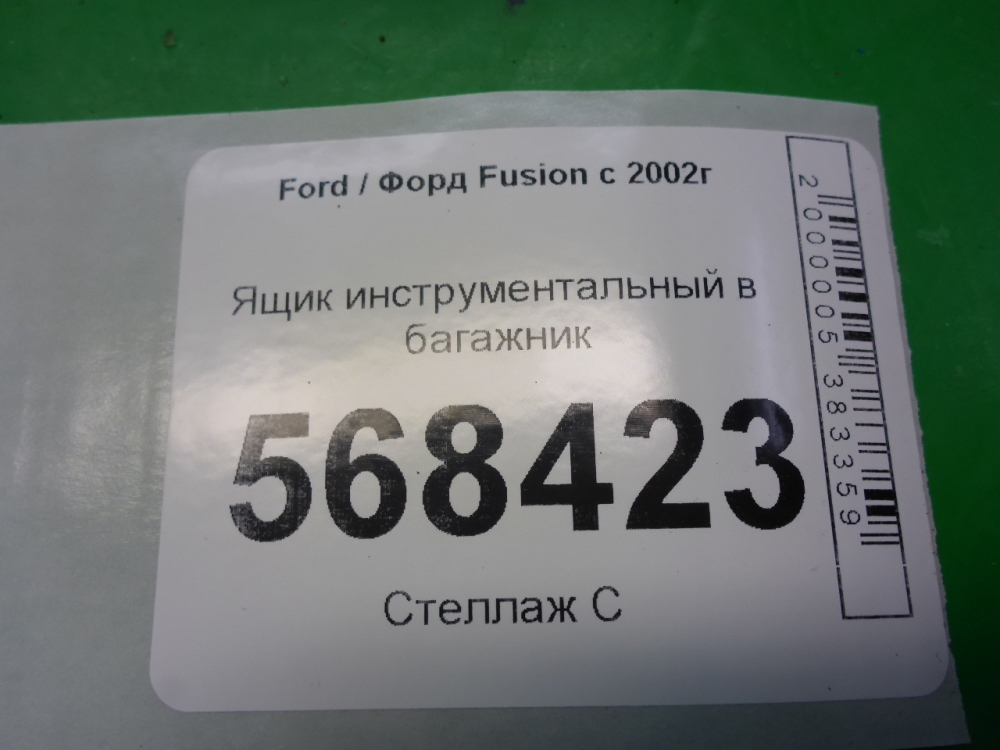 Ford / Форд Fusion с 2002г
Ящик инструментальный в
багажник
568423
Стеллаж С
2000005383359